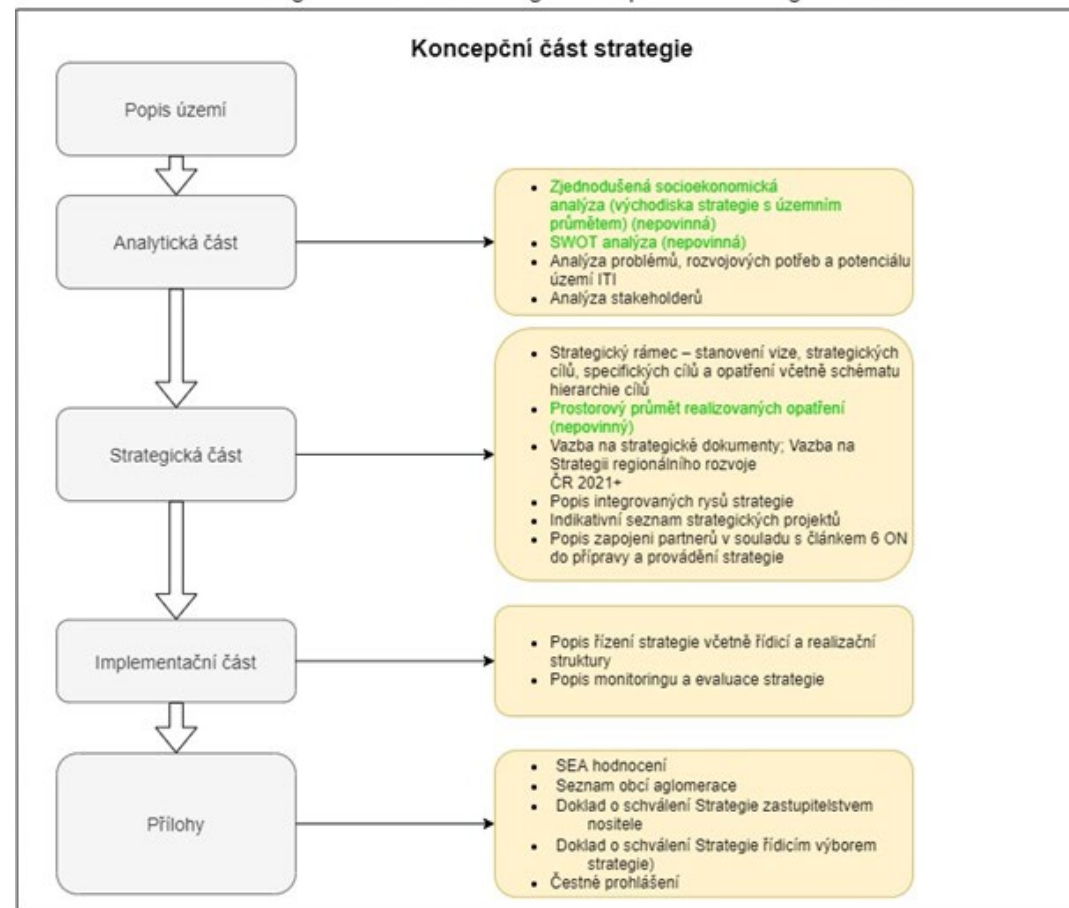 Koncepční část strategie
Popis území
Analytická část
Zjednodušená socioekonomická
analýza (východiska strategie s územním
průmětem) (nepovinná)
SWOT analýza (nepovinná)
Analýza problémů, rozvojových potřeb a potenciálu
území ITI
Analýza stakeholderů
Strategická část
Strategický rámec – stanovení vize, strategických
cílů, specifických cílů a opatření včetně schématu
hierarchie cílů
Prostorový průmět realizovaných opatření
(nepovinný)
Vazba na strategické dokumenty; Vazba na
Strategii regionálního rozvoje
ČR 2021+
Popis integrovaných rysů strategie
Indikativní seznam strategických projektů
Popis zapojeni partnerů v souladu s článkem 6 ON
do přípravy a provádění strategie
Implementační část
Popis řízení strategie včetně řídicí a realizační
struktury
Popis monitoringu a evaluace strategie
Přílohy
SEA hodnocení
Seznam obcí aglomerace
Doklad o schválení Strategie zastupitelstvem
nositele
Doklad o schválení Strategie řídicím výborem
strategie)
Čestné prohlášení